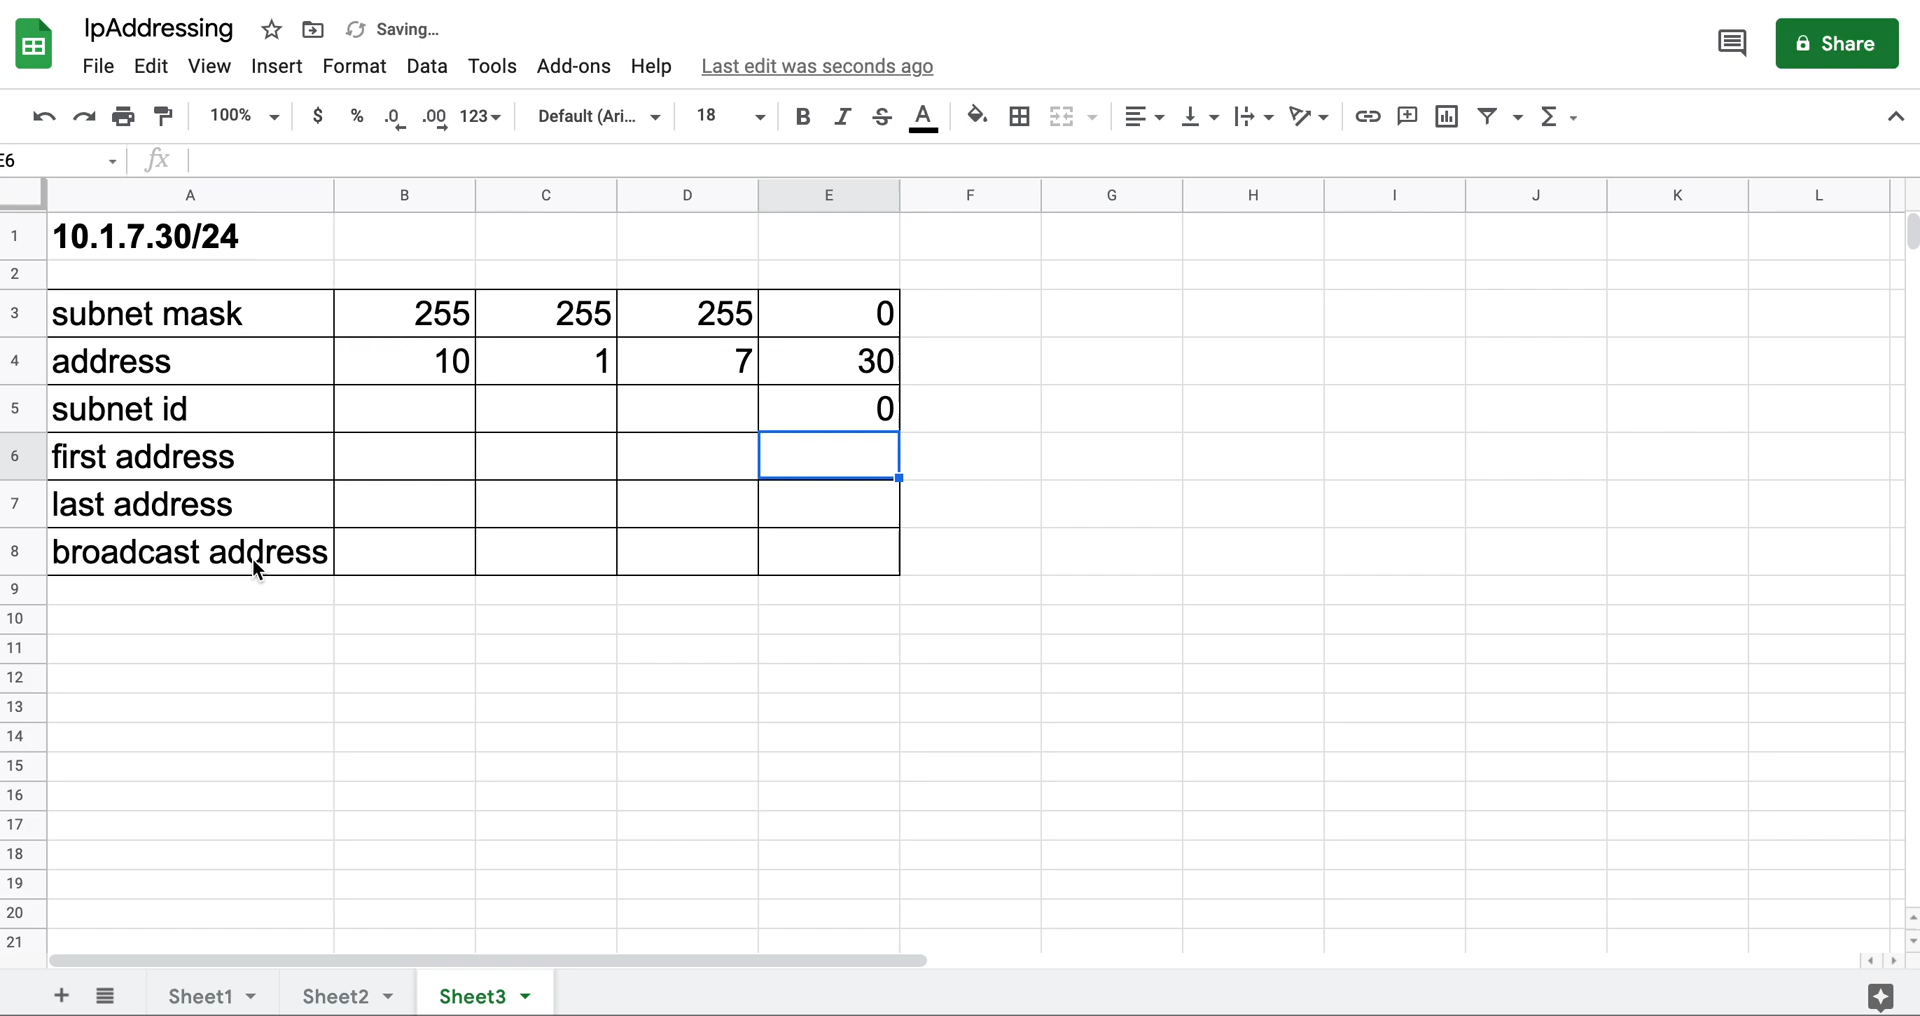 IpAddressing Saving...
File Edit View Insert Format Data Tools Add-ons Help Last edit was seconds ago
Share
100% $ % .0 .00 123 Default (Ari... 18 B I S A Σ
E6 fx
A B C D E F G H I J K L
1 10.1.7.30/24
2
3 subnet mask 255 255 255 0
4 address 10 1 7 30
5 subnet id 0
6 first address
7 last address
8 broadcast address
9
10
11
12
13
14
15
16
17
18
19
20
21
+ Sheet1 Sheet2 Sheet3